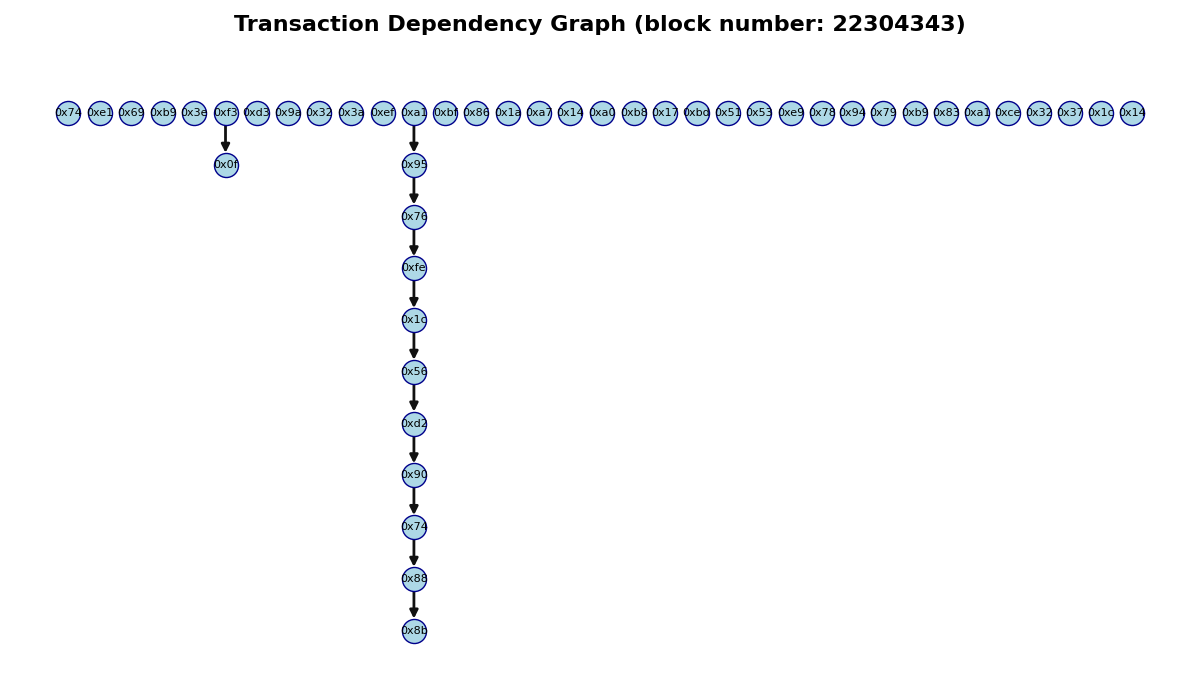 Transaction Dependency Graph (block number: 22304343)
0x74 0xe1 0x69 0xb9 0x3e 0xf3 0xd3 0x9a 0x32 0x3a 0xef 0xa1 0xbf 0x86 0x1a 0xa7 0x14 0xa0 0xb8 0x17 0xbd 0x51 0x53 0xe9 0x78 0x94 0x79 0xb9 0x83 0xa1 0xce 0x32 0x37 0x1c 0x14
0x0f 0x95
0x76
0xfe
0x1c
0x56
0xd2
0x90
0x74
0x88
0x8b